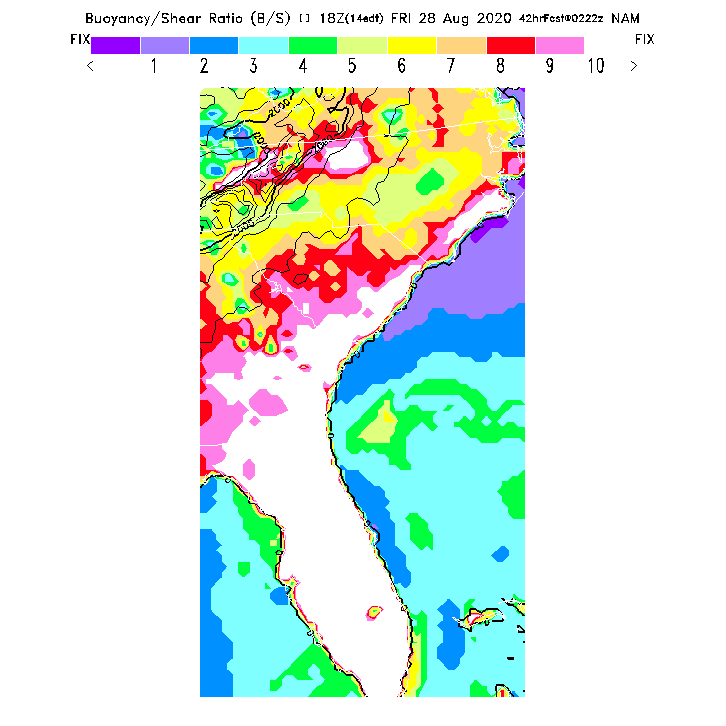 Buoyancy/Shear Ratio (B/S) [] 18Z(14edt) FRI 28 Aug 2020 42hrFcst@0222z NAM
FIX FIX
< 1 2 3 4 5 6 7 8 9 10 >
2000